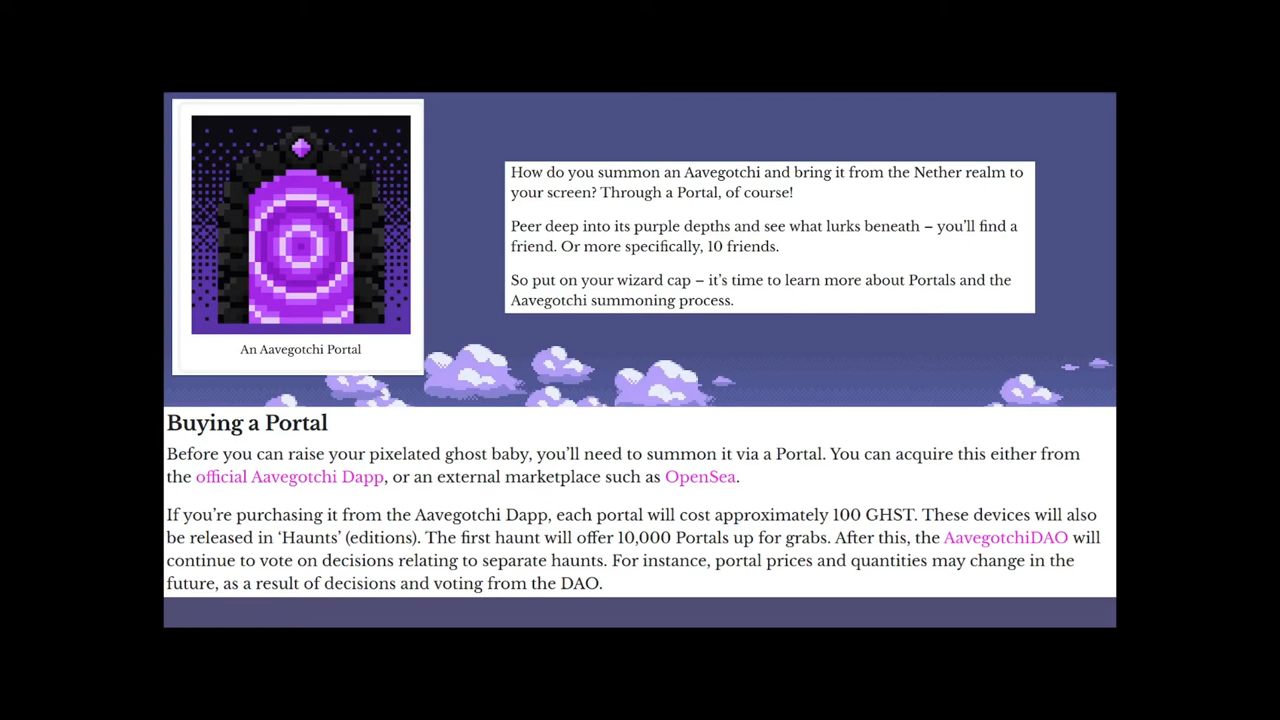 How do you summon an Aavegotchi and bring it from the Nether realm to
your screen? Through a Portal, of course!
Peer deep into its purple depths and see what lurks beneath – you’ll find a
friend. Or more specifically, 10 friends.
So put on your wizard cap – it’s time to learn more about Portals and the
Aavegotchi summoning process.
An Aavegotchi Portal
Buying a Portal
Before you can raise your pixelated ghost baby, you’ll need to summon it via a Portal. You can acquire this either from
the official Aavegotchi Dapp, or an external marketplace such as OpenSea.
If you’re purchasing it from the Aavegotchi Dapp, each portal will cost approximately 100 GHST. These devices will also
be released in ‘Haunts’ (editions). The first haunt will offer 10,000 Portals up for grabs. After this, the AavegotchiDAO will
continue to vote on decisions relating to separate haunts. For instance, portal prices and quantities may change in the
future, as a result of decisions and voting from the DAO.